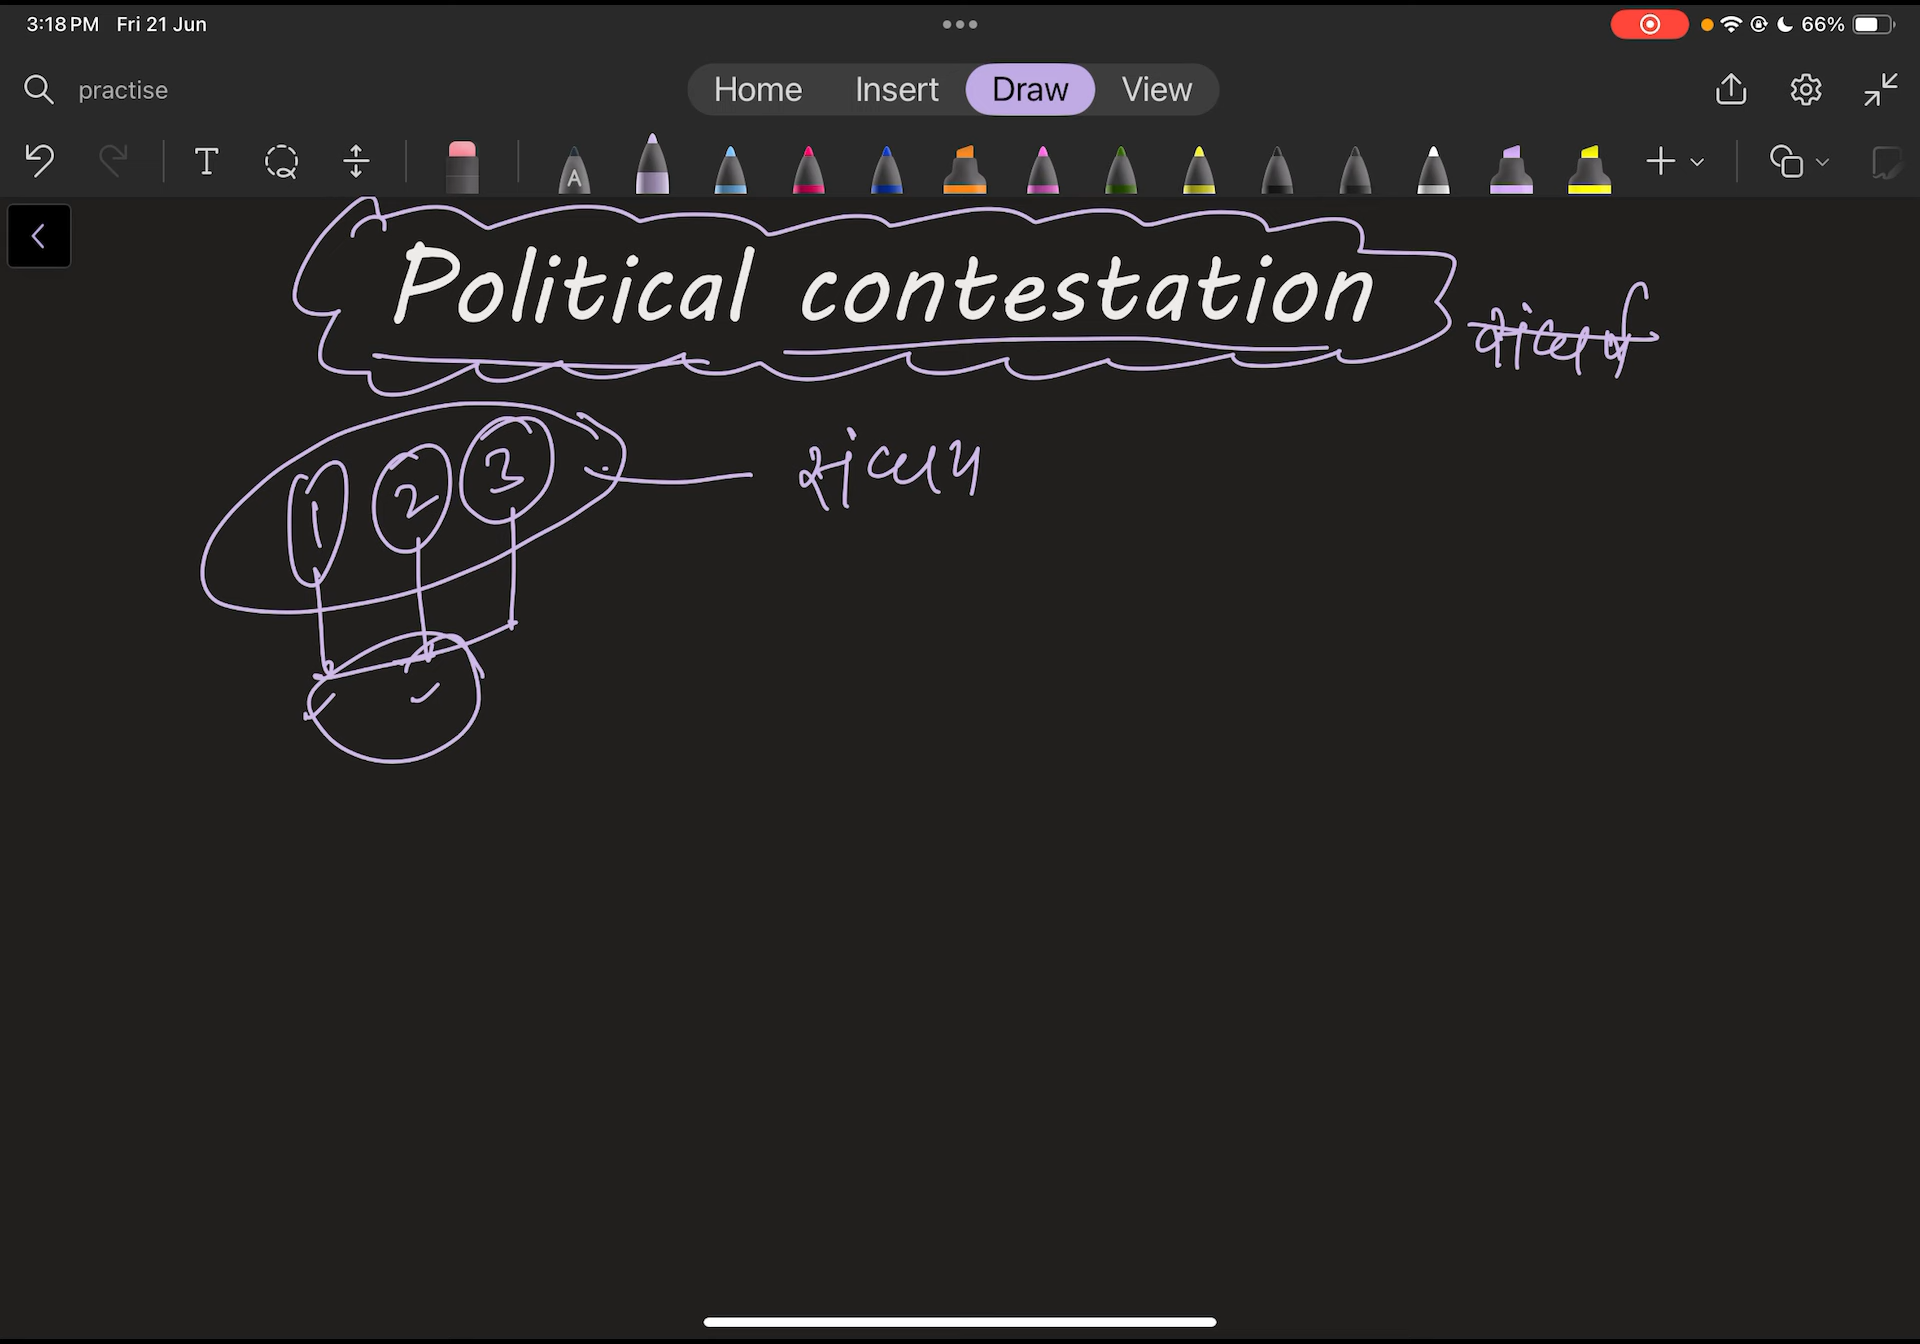 3:18 PM Fri 21 Jun
66%
practise
Home Insert Draw View
T
A
Political contestation
1 2 3